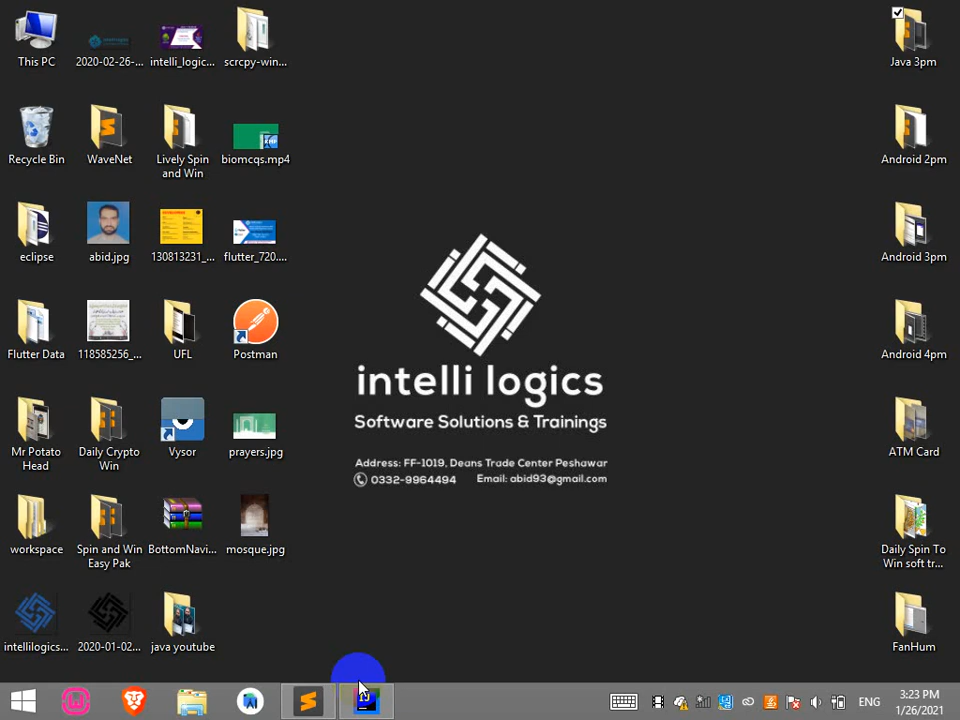 This PC
2020-02-26-...
intelli_logic...
scrcpy-win...
Java 3pm
Recycle Bin
WaveNet
Lively Spin
and Win
biomcqs.mp4
Android 2pm
eclipse
abid.jpg
130813231_...
flutter_720....
Android 3pm
Flutter Data
118585256_...
UFL
Postman
Android 4pm
Mr Potato
Head
Daily Crypto
Win
Vysor
prayers.jpg
ATM Card
workspace
Spin and Win
Easy Pak
BottomNavi...
mosque.jpg
Daily Spin To
Win soft tr...
intellilogics...
2020-01-02...
java youtube
FanHum
intelli logics
Software Solutions & Trainings
Address: FF-1019, Deans Trade Center Peshawar
0332-9964494 Email: abid93@gmail.com
ENG
3:23 PM
1/26/2021